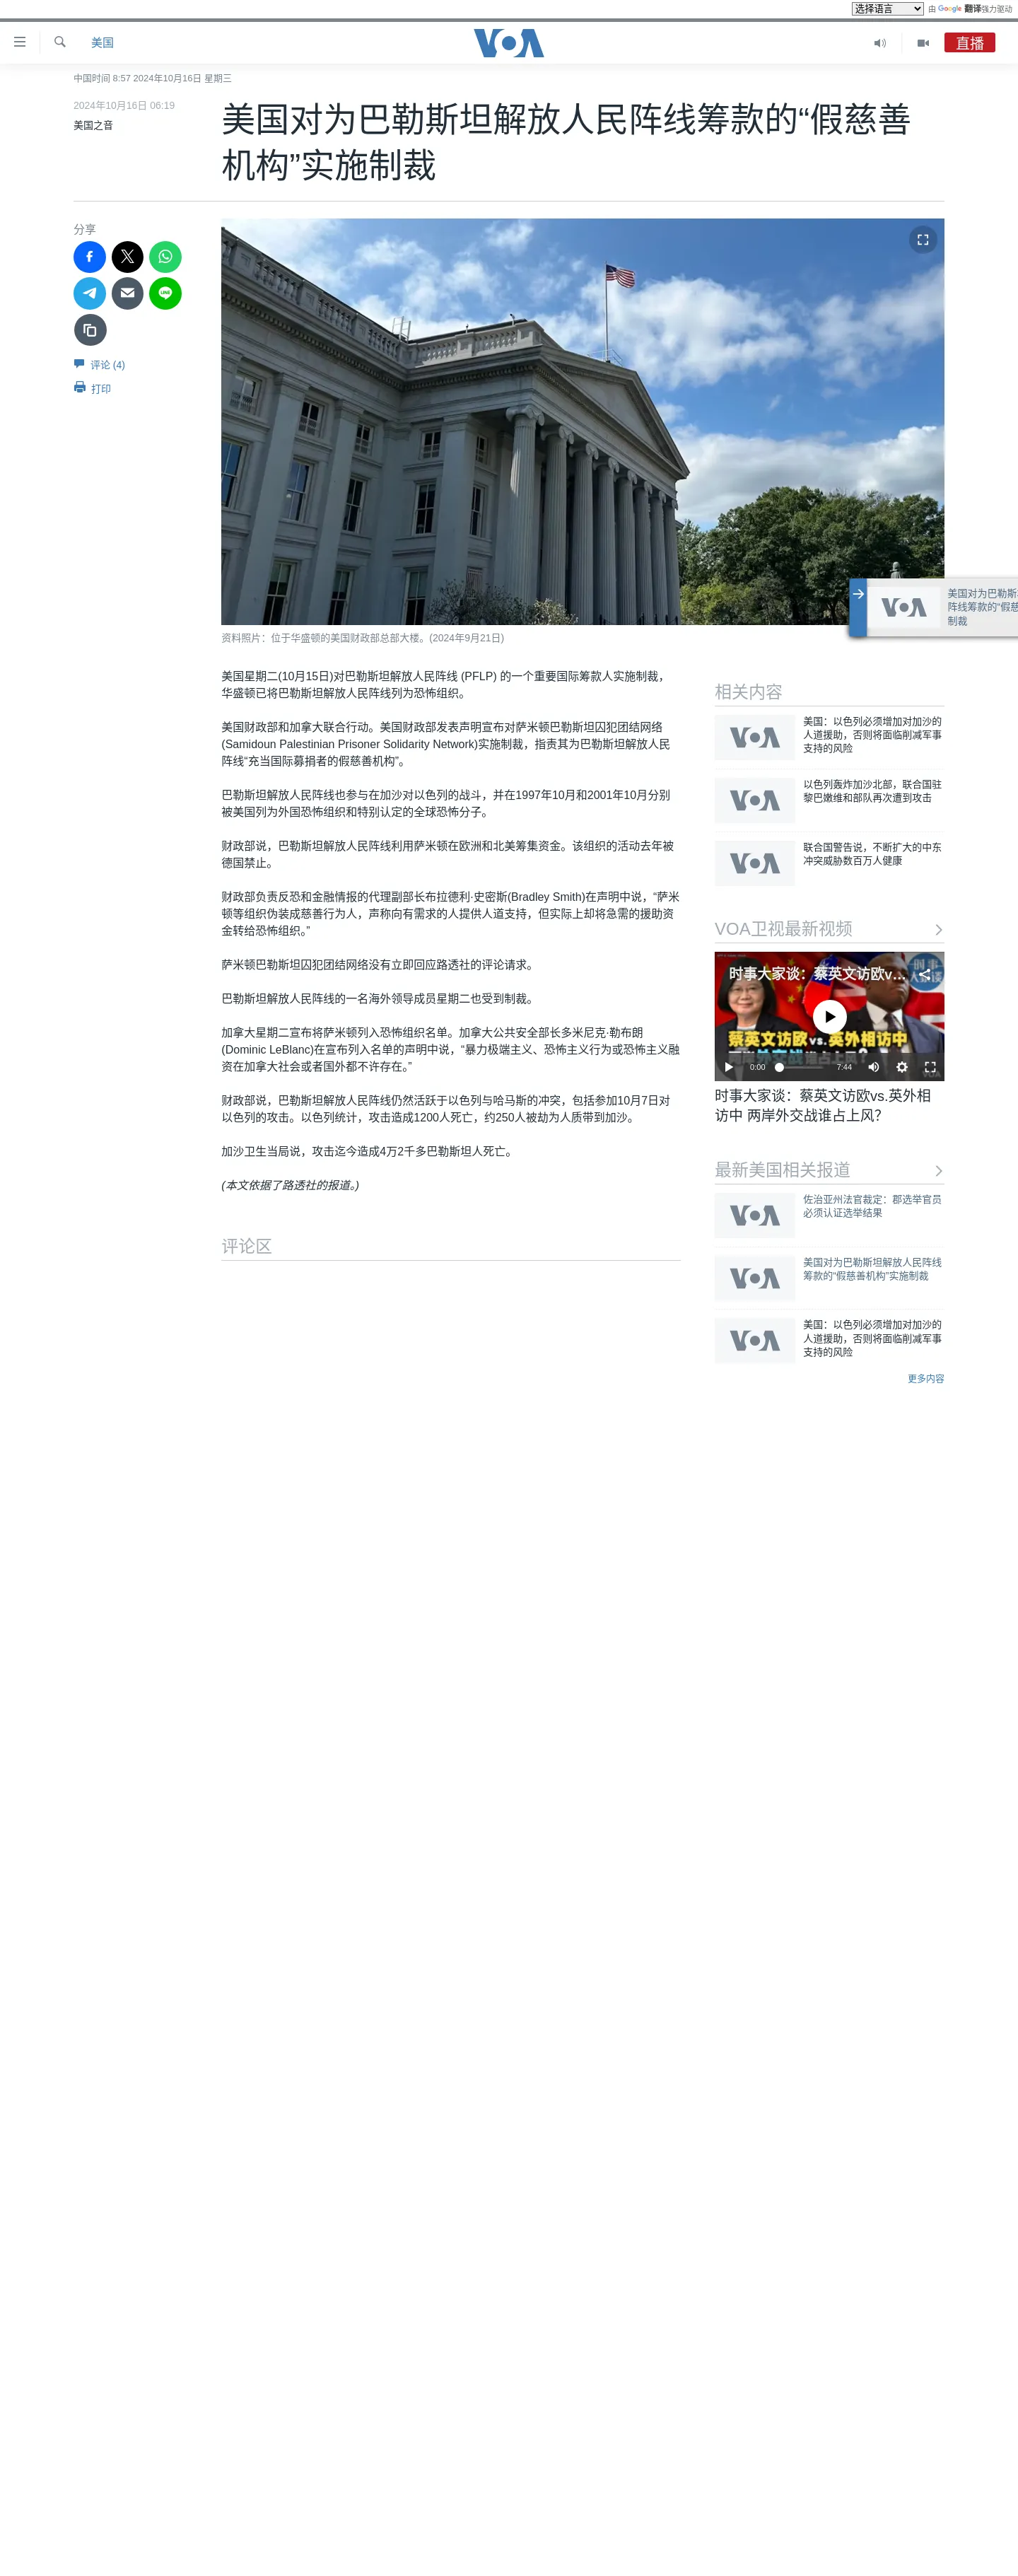 选择语言 由 Google 翻译强力驱动
美国
VOA
直播
中国时间 8:57 2024年10月16日 星期三
2024年10月16日 06:19
美国之音
美国对为巴勒斯坦解放人民阵线筹款的“假慈善
机构”实施制裁
分享
评论 (4)
打印
资料照片：位于华盛顿的美国财政部总部大楼。(2024年9月21日)
VOA
美国对为巴勒斯
阵线筹款的“假慈
制裁
美国星期二(10月15日)对巴勒斯坦解放人民阵线 (PFLP) 的一个重要国际筹款人实施制裁，
华盛顿已将巴勒斯坦解放人民阵线列为恐怖组织。
美国财政部和加拿大联合行动。美国财政部发表声明宣布对萨米顿巴勒斯坦囚犯团结网络
(Samidoun Palestinian Prisoner Solidarity Network)实施制裁，指责其为巴勒斯坦解放人民
阵线“充当国际募捐者的假慈善机构”。
巴勒斯坦解放人民阵线也参与在加沙对以色列的战斗，并在1997年10月和2001年10月分别
被美国列为外国恐怖组织和特别认定的全球恐怖分子。
财政部说，巴勒斯坦解放人民阵线利用萨米顿在欧洲和北美筹集资金。该组织的活动去年被
德国禁止。
财政部负责反恐和金融情报的代理副部长布拉德利·史密斯(Bradley Smith)在声明中说，“萨米
顿等组织伪装成慈善行为人，声称向有需求的人提供人道支持，但实际上却将急需的援助资
金转给恐怖组织。”
萨米顿巴勒斯坦囚犯团结网络没有立即回应路透社的评论请求。
巴勒斯坦解放人民阵线的一名海外领导成员星期二也受到制裁。
加拿大星期二宣布将萨米顿列入恐怖组织名单。加拿大公共安全部长多米尼克·勒布朗
(Dominic LeBlanc)在宣布列入名单的声明中说，“暴力极端主义、恐怖主义行为或恐怖主义融
资在加拿大社会或者国外都不许存在。”
财政部说，巴勒斯坦解放人民阵线仍然活跃于以色列与哈马斯的冲突，包括参加10月7日对
以色列的攻击。以色列统计，攻击造成1200人死亡，约250人被劫为人质带到加沙。
加沙卫生当局说，攻击迄今造成4万2千多巴勒斯坦人死亡。
(本文依据了路透社的报道。)
评论区
相关内容
VOA
美国：以色列必须增加对加沙的
人道援助，否则将面临削减军事
支持的风险
VOA
以色列轰炸加沙北部，联合国驻
黎巴嫩维和部队再次遭到攻击
VOA
联合国警告说，不断扩大的中东
冲突威胁数百万人健康
VOA卫视最新视频
时事大家谈：蔡英文访欧v...
蔡英文访欧 vs. 英外相访中
0:00 7:44
时事大家谈：蔡英文访欧vs.英外相
访中 两岸外交战谁占上风？
最新美国相关报道
VOA
佐治亚州法官裁定：郡选举官员
必须认证选举结果
VOA
美国对为巴勒斯坦解放人民阵线
筹款的“假慈善机构”实施制裁
VOA
美国：以色列必须增加对加沙的
人道援助，否则将面临削减军事
支持的风险
更多内容